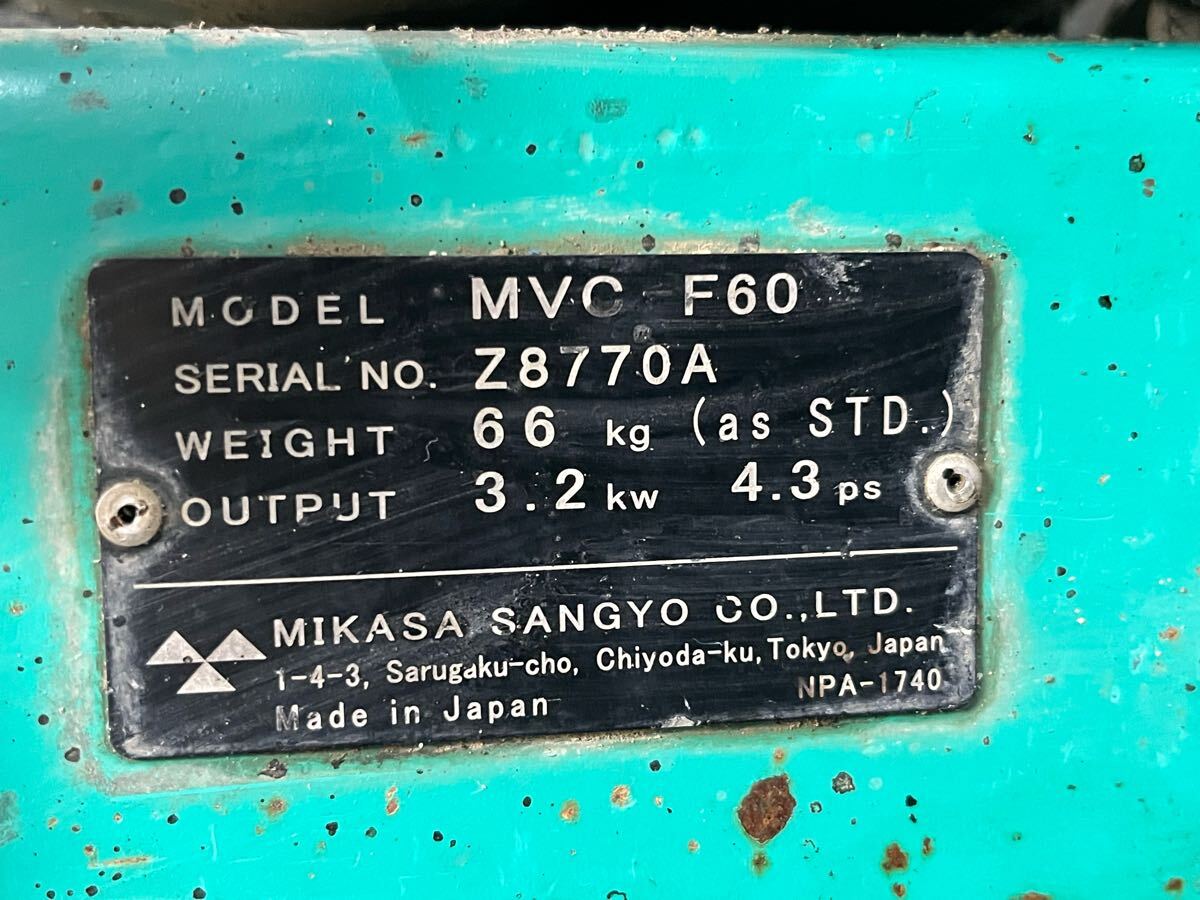 MODEL MVC-F60
SERIAL NO. Z8770A
WEIGHT 66 kg (as STD.)
OUTPUT 3.2 kw 4.3 ps
MIKASA SANGYO CO.,LTD.
1-4-3, Sarugaku-cho, Chiyoda-ku, Tokyo, Japan
NPA-1740
Made in Japan